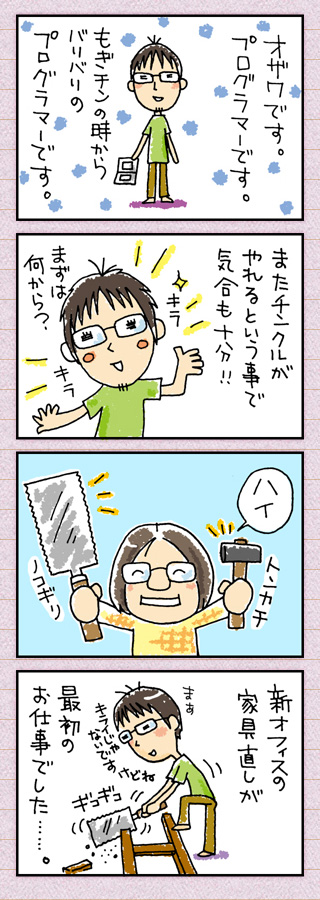 オザワです。
プログラマーです。
もぎチンの時から
バリバリの
プログラマーです。
またチンクルが
やれるという事で
気合も十分!!
キラ
まずは
何から?
キラ
ハイ
トンカチ
ノコギリ
新オフィスの
家具直しが
まぁ
キライじゃ
ないです
けどね
ギコギコ
最初の
お仕事でした……。